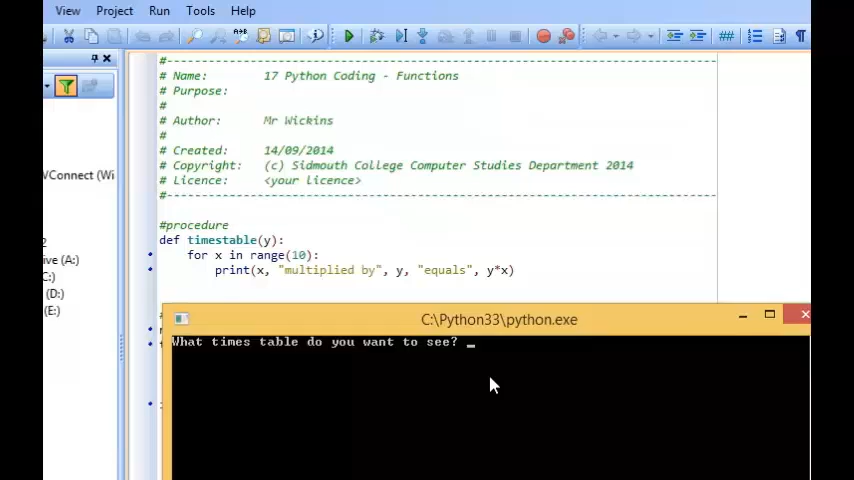 View Project Run Tools Help
#-----------------------------------------------------------------------------
# Name: 17 Python Coding - Functions
# Purpose:
#
# Author: Mr Wickins
#
# Created: 14/09/2014
# Copyright: (c) Sidmouth College Computer Studies Department 2014
# Licence: <your licence>
#-----------------------------------------------------------------------------
VConnect (Wi
ive (A:)
C:)
(D:)
(E:)
#procedure
def timestable(y):
for x in range(10):
print(x, "multiplied by", y, "equals", y*x)
C:\Python33\python.exe
What times table do you want to see? _